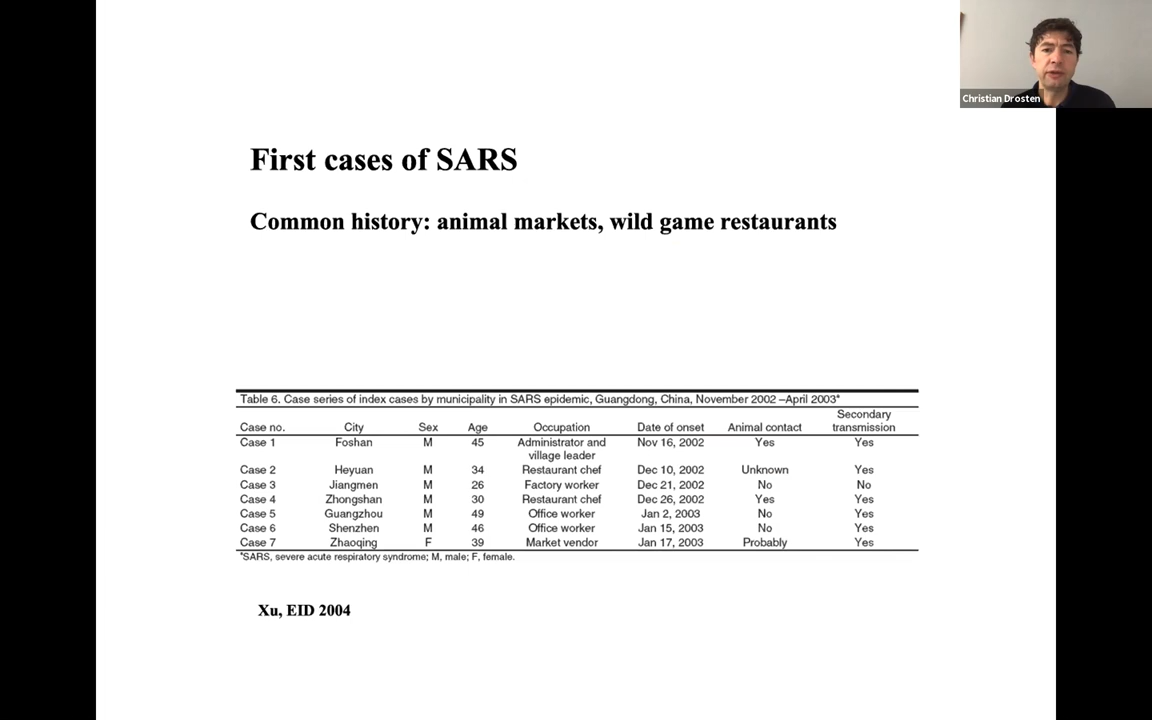 Christian Drosten
First cases of SARS
Common history: animal markets, wild game restaurants
Table 6. Case series of index cases by municipality in SARS epidemic, Guangdong, China, November 2002 –April 2003*
Case no. City Sex Age Occupation Date of onset Animal contact Secondary transmission
Case 1 Foshan M 45 Administrator and village leader Nov 16, 2002 Yes Yes
Case 2 Heyuan M 34 Restaurant chef Dec 10, 2002 Unknown Yes
Case 3 Jiangmen M 26 Factory worker Dec 21, 2002 No No
Case 4 Zhongshan M 30 Restaurant chef Dec 26, 2002 Yes Yes
Case 5 Guangzhou M 49 Office worker Jan 2, 2003 No Yes
Case 6 Shenzhen M 46 Office worker Jan 15, 2003 No Yes
Case 7 Zhaoqing F 39 Market vendor Jan 17, 2003 Probably Yes
*SARS, severe acute respiratory syndrome; M, male; F, female.
Xu, EID 2004